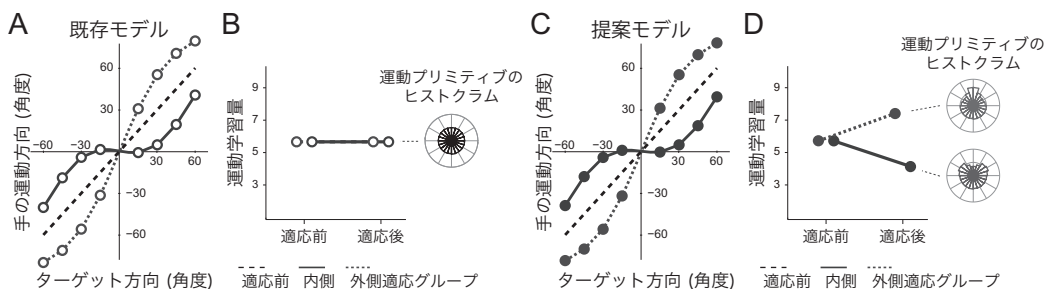 A
既存モデル
手の運動方向 (角度)
60
30
−60
−30
30
60
−30
−60
ターゲット方向 (角度)
B
運動学習量
9
7
5
3
適応前
適応後
運動プリミティブの
ヒストクラム
適応前 内側 外側適応グループ
C
提案モデル
手の運動方向 (角度)
60
30
−60
−30
30
60
−30
−60
ターゲット方向 (角度)
D
運動学習量
9
7
5
3
適応前
適応後
運動プリミティブの
ヒストクラム
適応前 内側 外側適応グループ